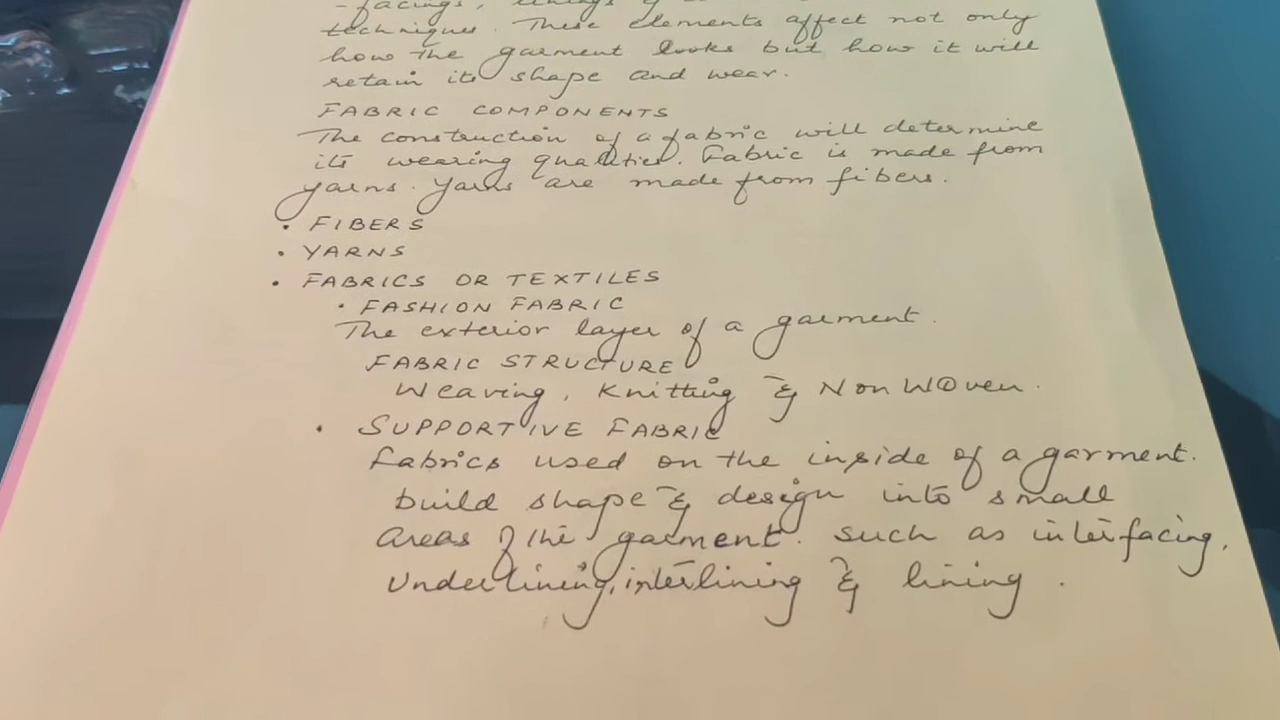 -facings, linings
techniques. These elements affect not only
how the garment looks but how it will
retain its shape and wear.
FABRIC COMPONENTS
The construction of a fabric will determine
its wearing qualities. Fabric is made from
yarns. Yarns are made from fibers.
• FIBERS
• YARNS
• FABRICS OR TEXTILES
• FASHION FABRIC
The exterior layer of a garment.
FABRIC STRUCTURE
Weaving, Knitting & Non Woven.
• SUPPORTIVE FABRIC
Fabrics used on the inside of a garment.
build shape & design into small
areas of the garment. such as interfacing,
underlining, interlining & lining.